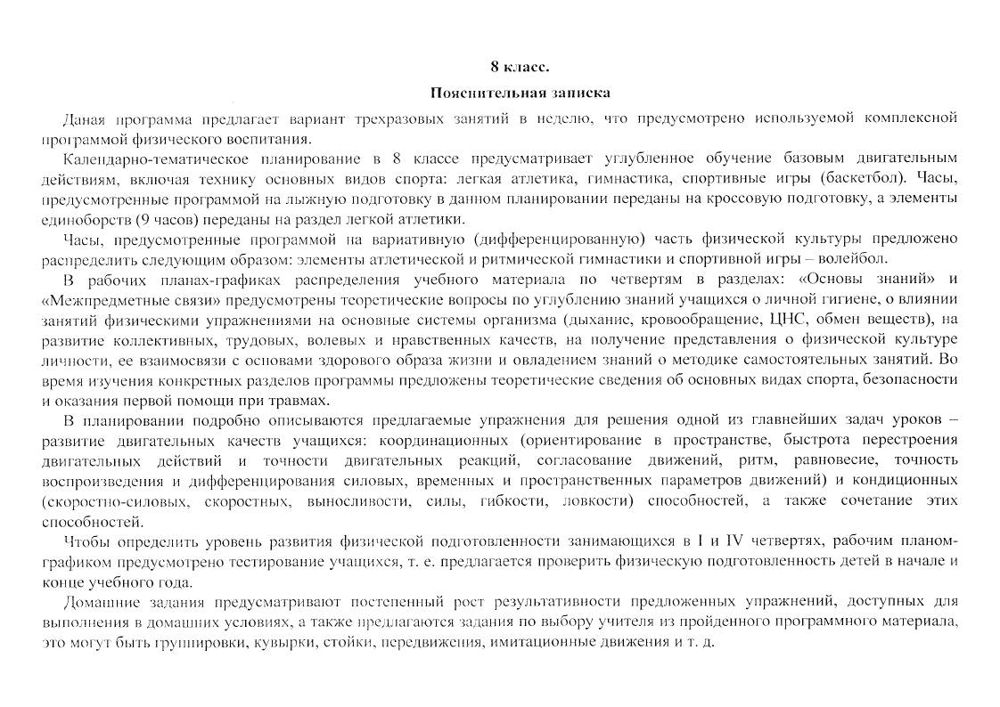 8 класс.
Пояснительная записка
Даная программа предлагает вариант трехразовых занятий в неделю, что предусмотрено используемой комплексной
программой физического воспитания.
Календарно-тематическое планирование в 8 классе предусматривает углубленное обучение базовым двигательным
действиям, включая технику основных видов спорта: легкая атлетика, гимнастика, спортивные игры (баскетбол). Часы,
предусмотренные программой на лыжную подготовку в данном планировании переданы на кроссовую подготовку, а элементы
единоборств (9 часов) переданы на раздел легкой атлетики.
Часы, предусмотренные программой на вариативную (дифференцированную) часть физической культуры предложено
распределить следующим образом: элементы атлетической и ритмической гимнастики и спортивной игры – волейбол.
В рабочих планах-графиках распределения учебного материала по четвертям в разделах: «Основы знаний» и
«Межпредметные связи» предусмотрены теоретические вопросы по углублению знаний учащихся о личной гигиене, о влиянии
занятий физическими упражнениями на основные системы организма (дыхание, кровообращение, ЦНС, обмен веществ), на
развитие коллективных, трудовых, волевых и нравственных качеств, на получение представления о физической культуре
личности, ее взаимосвязи с основами здорового образа жизни и овладением знаний о методике самостоятельных занятий. Во
время изучения конкретных разделов программы предложены теоретические сведения об основных видах спорта, безопасности
и оказания первой помощи при травмах.
В планировании подробно описываются предлагаемые упражнения для решения одной из главнейших задач уроков –
развитие двигательных качеств учащихся: координационных (ориентирование в пространстве, быстрота перестроения
двигательных действий и точности двигательных реакций, согласование движений, ритм, равновесие, точность
воспроизведения и дифференцирования силовых, временных и пространственных параметров движений) и кондиционных
(скоростно-силовых, скоростных, выносливости, силы, гибкости, ловкости) способностей, а также сочетание этих
способностей.
Чтобы определить уровень развития физической подготовленности занимающихся в I и IV четвертях, рабочим планом-
графиком предусмотрено тестирование учащихся, т. е. предлагается проверить физическую подготовленность детей в начале и
конце учебного года.
Домашние задания предусматривают постепенный рост результативности предложенных упражнений, доступных для
выполнения в домашних условиях, а также предлагаются задания по выбору учителя из пройденного программного материала,
это могут быть группировки, кувырки, стойки, передвижения, имитационные движения и т. д.